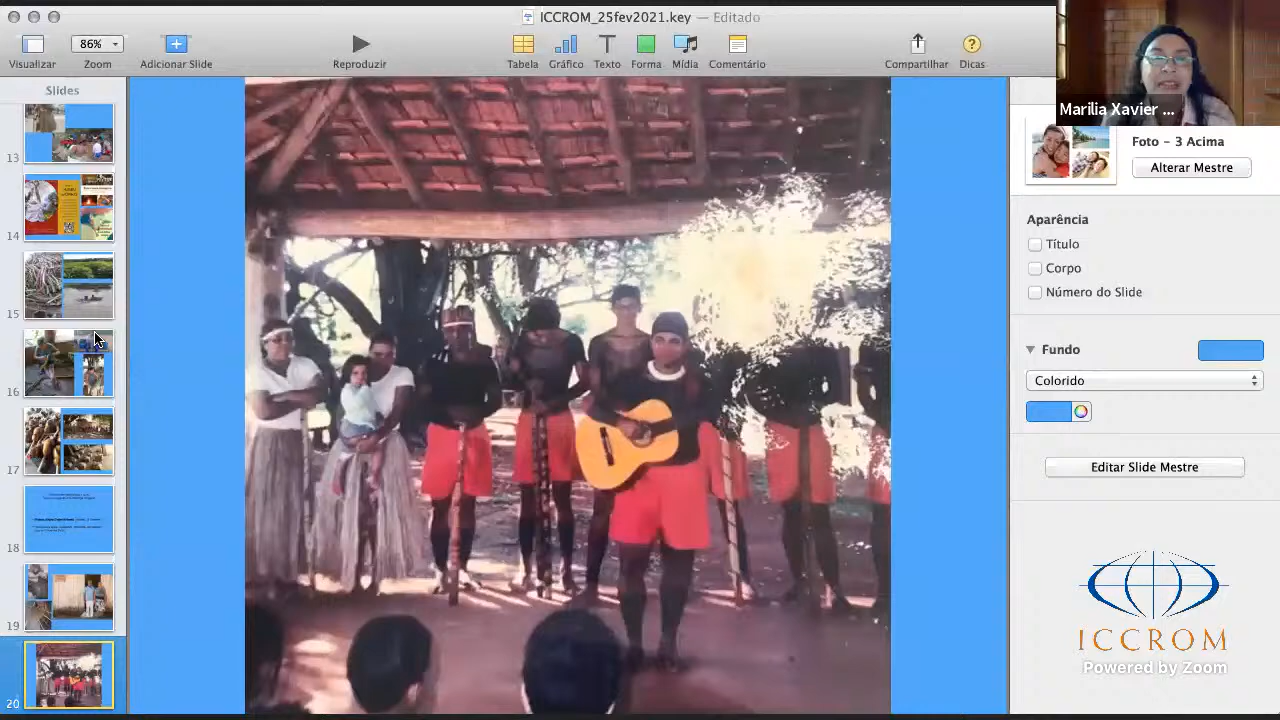 ICCROM_25fev2021.key — Editado
Visualizar
86%
Zoom
Adicionar Slide
Reproduzir
Tabela
Gráfico
Texto
Forma
Mídia
Comentário
Compartilhar
Dicas
Marilia Xavier ...
Slides
13
14
15
16
17
18
19
20
Foto - 3 Acima
Alterar Mestre
Aparência
Título
Corpo
Número do Slide
Fundo
Colorido
Editar Slide Mestre
ICCROM
Powered by Zoom